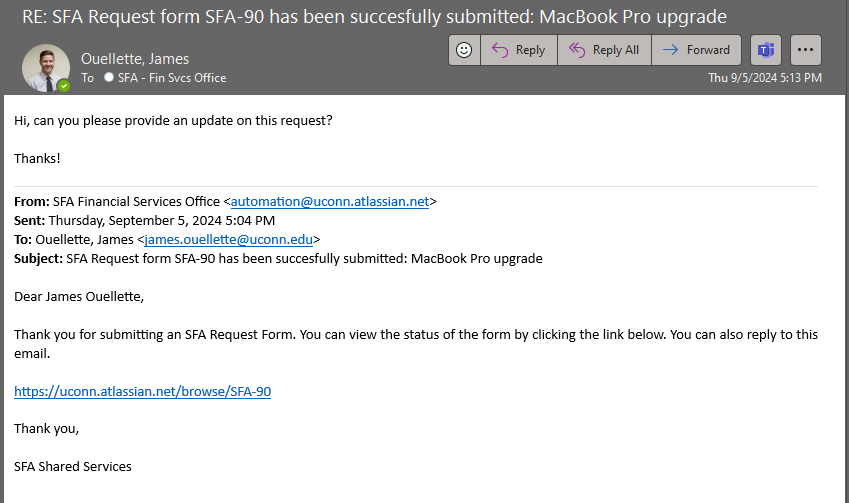 RE: SFA Request form SFA-90 has been succesfully submitted: MacBook Pro upgrade
Ouellette, James
To SFA - Fin Svcs Office
Reply
Reply All
Forward
Thu 9/5/2024 5:13 PM
Hi, can you please provide an update on this request?
Thanks!
From: SFA Financial Services Office <automation@uconn.atlassian.net>
Sent: Thursday, September 5, 2024 5:04 PM
To: Ouellette, James <james.ouellette@uconn.edu>
Subject: SFA Request form SFA-90 has been succesfully submitted: MacBook Pro upgrade
Dear James Ouellette,
Thank you for submitting an SFA Request Form. You can view the status of the form by clicking the link below. You can also reply to this
email.
https://uconn.atlassian.net/browse/SFA-90
Thank you,
SFA Shared Services